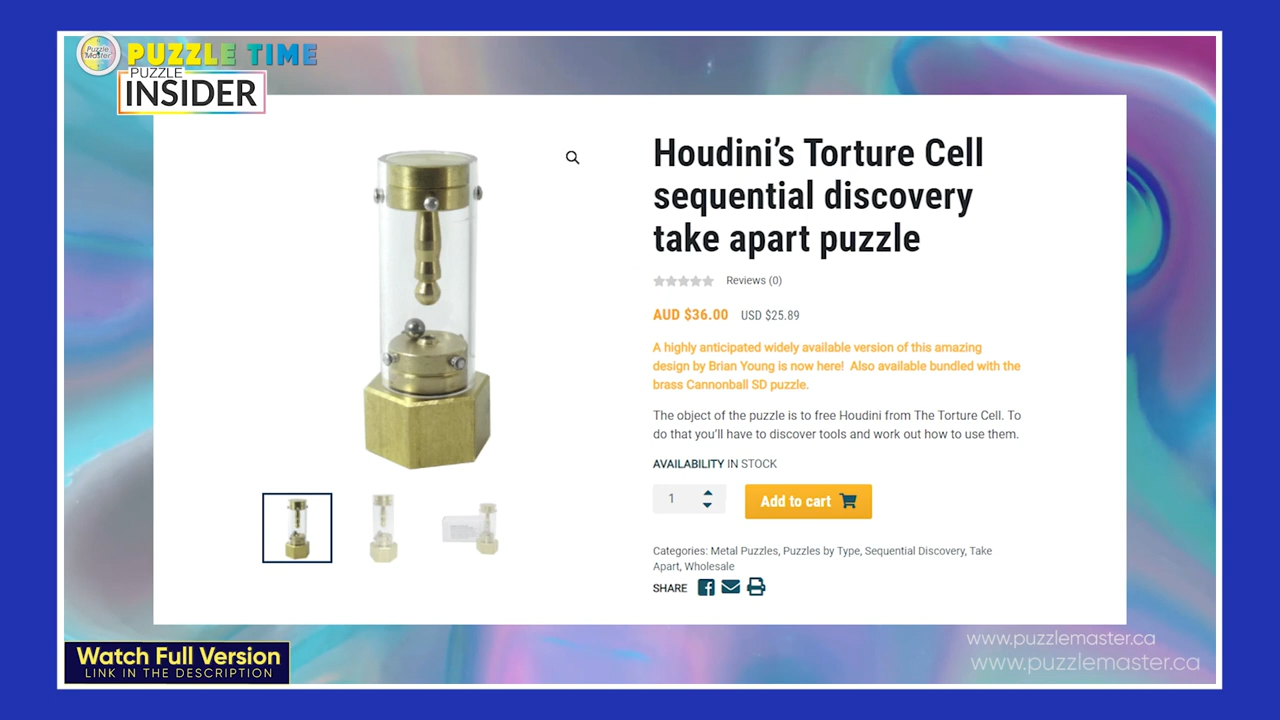 Puzzle
Master
PUZZLE TIME
PUZZLE
INSIDER
Houdini’s Torture Cell
sequential discovery
take apart puzzle
Reviews (0)
AUD $36.00 USD $25.89
A highly anticipated widely available version of this amazing
design by Brian Young is now here! Also available bundled with the
brass Cannonball SD puzzle.
The object of the puzzle is to free Houdini from The Torture Cell. To
do that you’ll have to discover tools and work out how to use them.
AVAILABILITY IN STOCK
1
Add to cart
Categories: Metal Puzzles, Puzzles by Type, Sequential Discovery, Take
Apart, Wholesale
SHARE
www.puzzlemaster.ca
www.puzzlemaster.ca
Watch Full Version
LINK IN THE DESCRIPTION